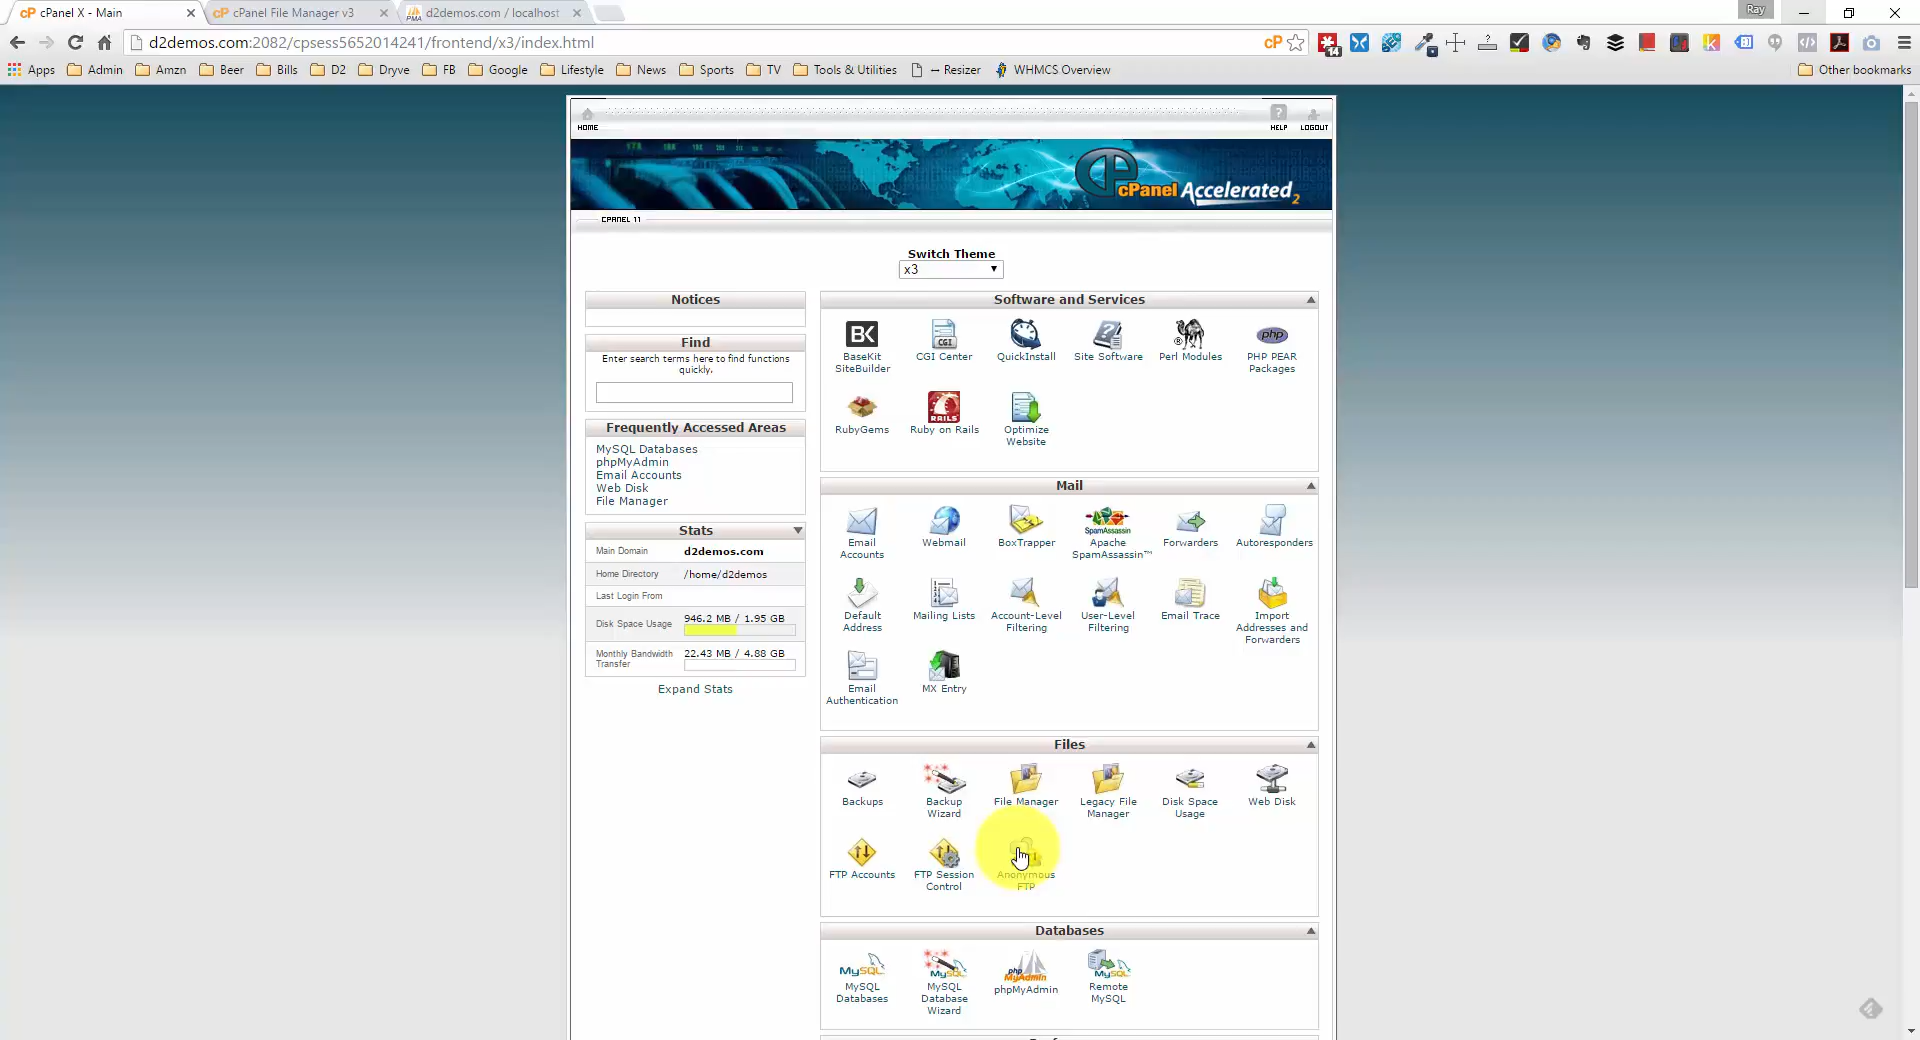 cPanel X - Main
cPanel File Manager v3
d2demos.com / localhost
Ray
d2demos.com:2082/cpsess5652014241/frontend/x3/index.html
Apps Admin Amzn Beer Bills D2 Dryve FB Google Lifestyle News Sports TV Tools & Utilities -- Resizer WHMCS Overview Other bookmarks
HOME
HELP LOGOUT
cPanel Accelerated2
CPANEL 11
Switch Theme
x3
Notices
Find
Enter search terms here to find functions
quickly.
Frequently Accessed Areas
MySQL Databases
phpMyAdmin
Email Accounts
Web Disk
File Manager
Stats
Main Domain d2demos.com
Home Directory /home/d2demos
Last Login From
Disk Space Usage 946.2 MB / 1.95 GB
Monthly Bandwidth
Transfer 22.43 MB / 4.88 GB
Expand Stats
Software and Services
BaseKit
SiteBuilder
CGI Center
QuickInstall
Site Software
Perl Modules
PHP PEAR
Packages
RubyGems
Ruby on Rails
Optimize
Website
Mail
Email
Accounts
Webmail
BoxTrapper
Apache
SpamAssassin™
Forwarders
Autoresponders
Default
Address
Mailing Lists
Account-Level
Filtering
User-Level
Filtering
Email Trace
Import
Addresses and
Forwarders
Email
Authentication
MX Entry
Files
Backups
Backup
Wizard
File Manager
Legacy File
Manager
Disk Space
Usage
Web Disk
FTP Accounts
FTP Session
Control
Anonymous
FTP
Databases
MySQL
Databases
MySQL
Database
Wizard
phpMyAdmin
Remote
MySQL